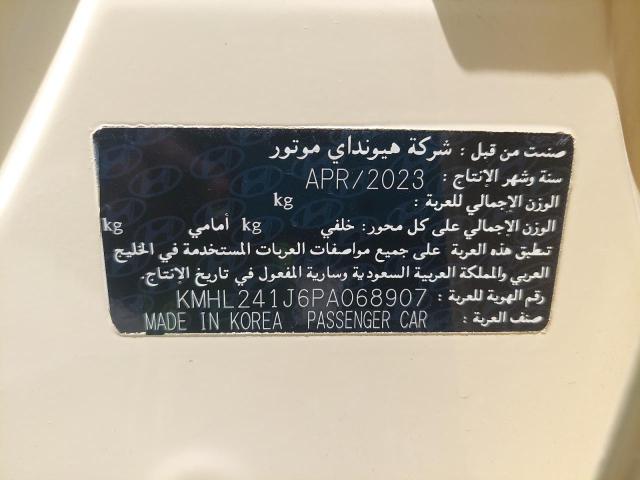 صنعت من قبل : شركة هيونداي موتور
سنة وشهر الإنتاج : APR/2023
الوزن الإجمالي للعربة : kg
الوزن الإجمالي على كل محور: خلفي kg أمامي kg
تنطبق هذه العربة على جميع مواصفات العربات المستخدمة في الخليج
العربي والمملكة العربية السعودية وسارية المفعول في تاريخ الإنتاج.
رقم الهوية للعربة : KMHL241J6PA068907
صنف العربة : MADE IN KOREA PASSENGER CAR